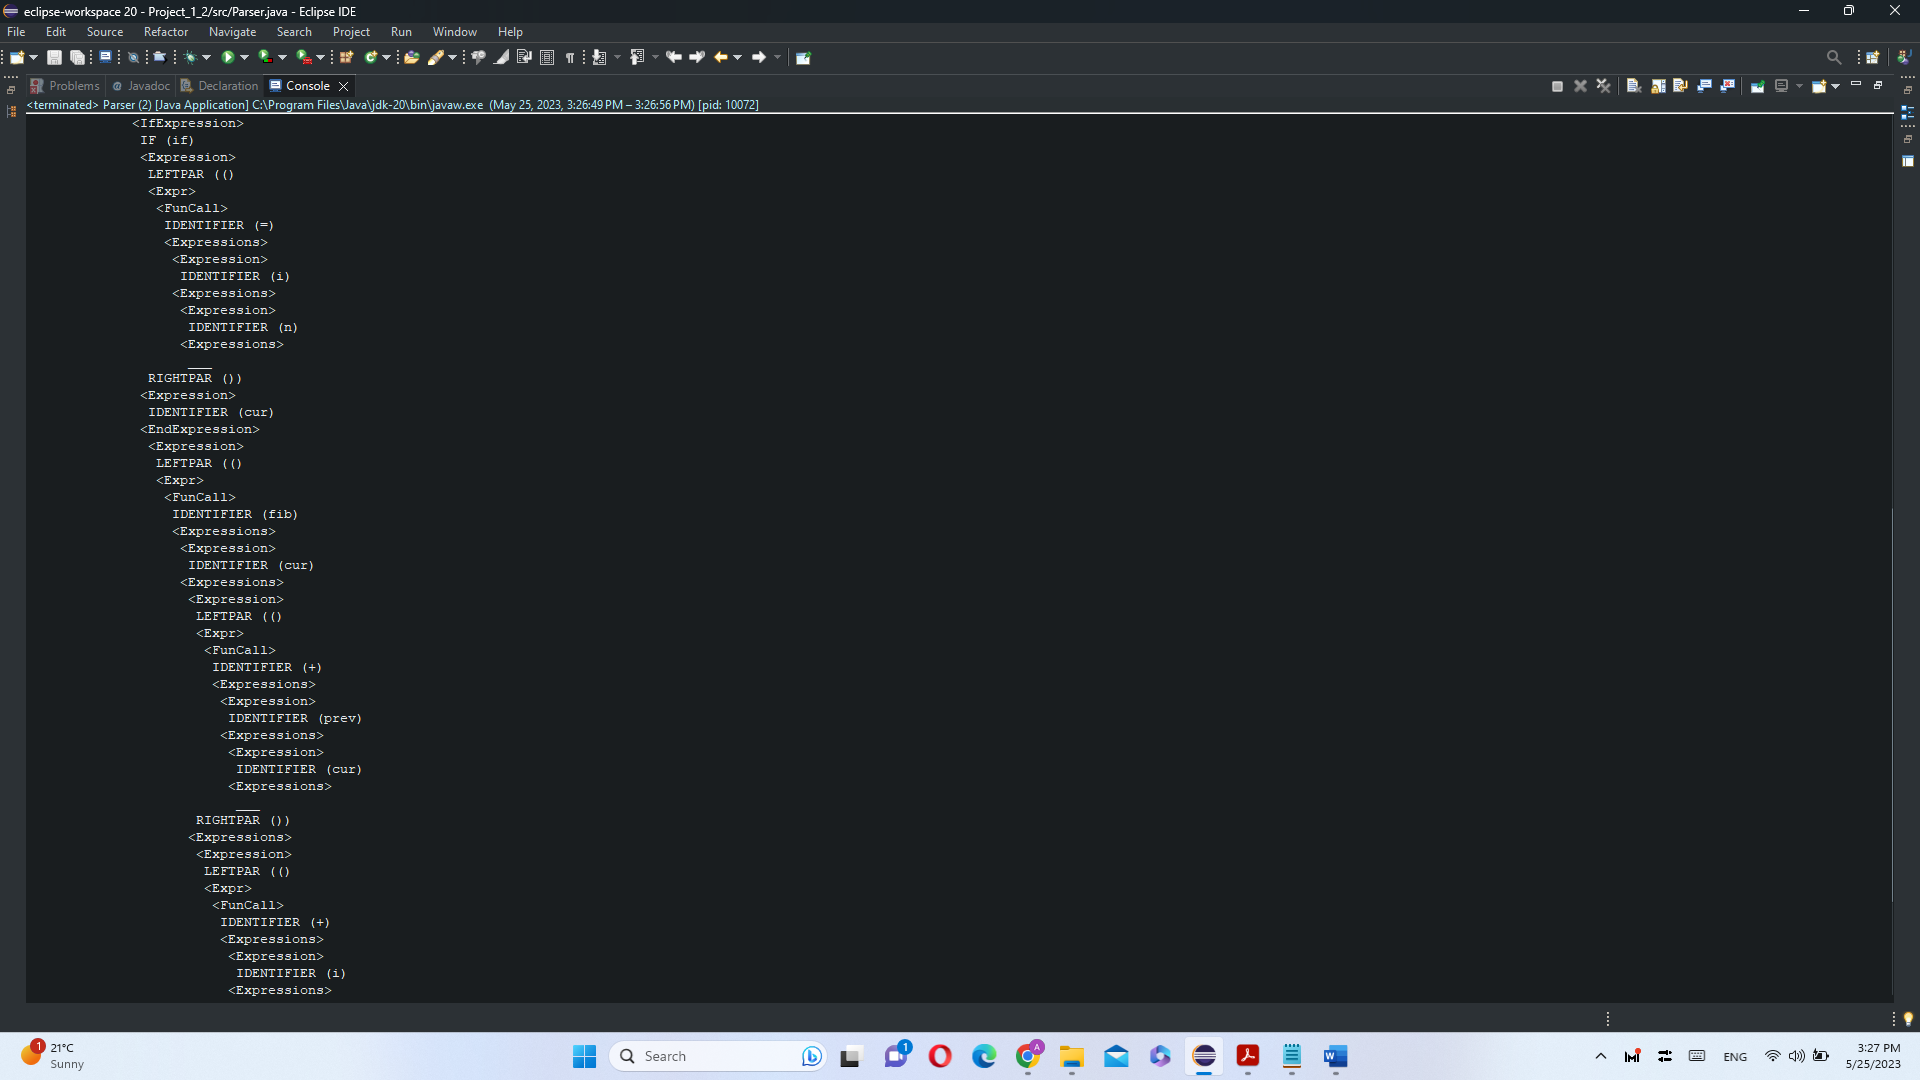 eclipse-workspace 20 - Project_1_2/src/Parser.java - Eclipse IDE
File Edit Source Refactor Navigate Search Project Run Window Help
Problems Javadoc Declaration Console
<terminated> Parser (2) [Java Application] C:\Program Files\Java\jdk-20\bin\javaw.exe (May 25, 2023, 3:26:49 PM – 3:26:56 PM) [pid: 10072]
<IfExpression>
IF (if)
<Expression>
LEFTPAR (()
<Expr>
<FunCall>
IDENTIFIER (=)
<Expressions>
<Expression>
IDENTIFIER (i)
<Expressions>
<Expression>
IDENTIFIER (n)
<Expressions>
___
RIGHTPAR ())
<Expression>
IDENTIFIER (cur)
<EndExpression>
<Expression>
LEFTPAR (()
<Expr>
<FunCall>
IDENTIFIER (fib)
<Expressions>
<Expression>
IDENTIFIER (cur)
<Expressions>
<Expression>
LEFTPAR (()
<Expr>
<FunCall>
IDENTIFIER (+)
<Expressions>
<Expression>
IDENTIFIER (prev)
<Expressions>
<Expression>
IDENTIFIER (cur)
<Expressions>
___
RIGHTPAR ())
<Expressions>
<Expression>
LEFTPAR (()
<Expr>
<FunCall>
IDENTIFIER (+)
<Expressions>
<Expression>
IDENTIFIER (i)
<Expressions>
1
21°C
Sunny
Search
1
A
ENG
3:27 PM
5/25/2023